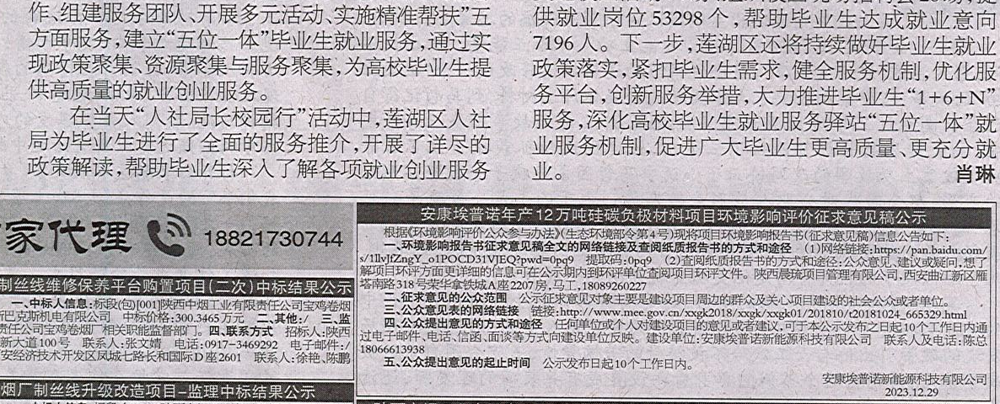 作、组建服务团队、开展多元活动、实施精准帮扶”五
方面服务，建立“五位一体”毕业生就业服务，通过实
现政策聚集、资源聚集与服务聚集，为高校毕业生提
供高质量的就业创业服务。
在当天“人社局长校园行”活动中，莲湖区人社
局为毕业生进行了全面的服务推介，开展了详尽的
政策解读，帮助毕业生深入了解各项就业创业服务
供就业岗位53298个，帮助毕业生达成就业意向
7196人。下一步，莲湖区还将持续做好毕业生就业
政策落实，紧扣毕业生需求，健全服务机制，优化服
务平台，创新服务举措，大力推进毕业生“1+6+N”
服务，深化高校毕业生就业服务驿站“五位一体”就
业服务机制，促进广大毕业生更高质量、更充分就
业。 肖琳
家代理 18821730744
制丝线维修保养平台购置项目(二次)中标结果公示
一、中标人信息：标段(包)[001]陕西中烟工业有限责任公司宝鸡卷烟
斯巴克斯机电有限公司 中标价格：300.3465万元 二、其他：/ 三、监
责任公司宝鸡卷烟厂相关职能监督部门。四、联系方式 招标人：陕西
新大道100号 联系人：张文婧 电话：0917-3469292 电子邮件：/
安经济技术开发区凤城七路长和国际D座2601 联系人：徐艳、陈鹏
烟厂制丝线升级改造项目-监理中标结果公示
安康埃普诺年产12万吨硅碳负极材料项目环境影响评价征求意见稿公示
根据《环境影响评价公众参与办法》(生态环境部令第4号)现将项目环境影响报告书(征求意见稿)信息公告如下：
一、环境影响报告书征求意见稿全文的网络链接及查阅纸质报告书的方式和途径 (1)网络链接：https://pan.baidu.com/
s/1lvJfZngY_o1POCD31VJEQ?pwd=0pq9 提取码：0pq9 (2)查阅纸质报告书的方式和途径：公众意见、建议或疑问，想了
解项目环评方面更详细的信息可在公示期内到环评单位查阅项目环评文件。陕西晨琉项目管理有限公司，西安曲江新区雁
塔南路318号荣华拿铁城A座2207房，马工，18089260227
二、征求意见的公众范围 公示征求意见对象主要是建设项目周边的群众及关心项目建设的社会公众或者单位。
三、公众意见表的网络链接 链接：http://www.mee.gov.cn/xxgk2018/xxgk/xxgk01/201810/t20181024_665329.html
四、公众提出意见的方式和途径 任何单位或个人对建设项目的意见或者建议，可于本公示发布之日起10个工作日内通
过电子邮件、电话、信函、面谈等方式向建设单位反映。建设单位：安康埃普诺新能源科技有限公司 联系人及电话：陈总
18066613938
五、公众提出意见的起止时间 公示发布日起10个工作日内。
安康埃普诺新能源科技有限公司
2023.12.29